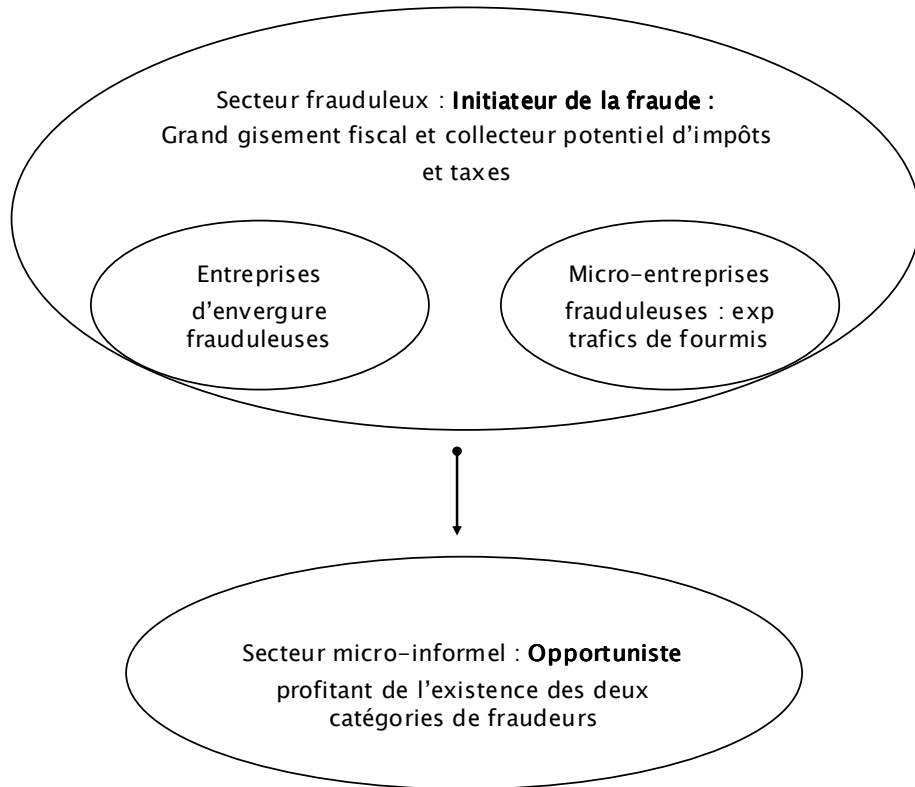 Secteur frauduleux : Initiateur de la fraude :
Grand gisement fiscal et collecteur potentiel d'impôts
et taxes
Entreprises
d'envergure
frauduleuses
Micro-entreprises
frauduleuses : exp
trafics de fourmis
Secteur micro-informel : Opportuniste
profitant de l'existence des deux
catégories de fraudeurs